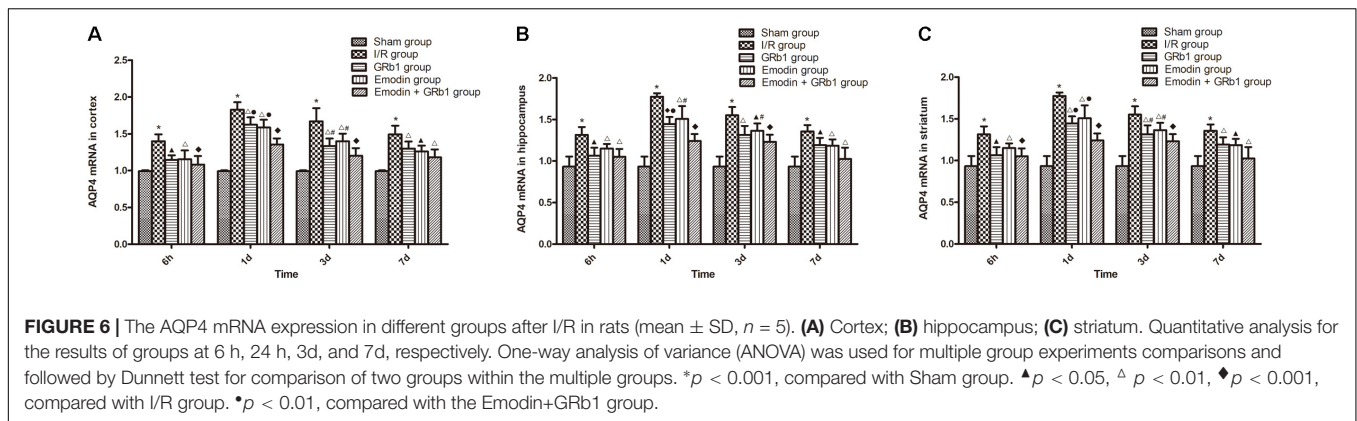 A
Sham group
I/R group
GRb1 group
Emodin group
Emodin + GRb1 group
AQP4 mRNA in cortex
2.5
2.0
1.5
1.0
0.5
0.0
* ▲ △ △ ◆
* △● △● ◆
* △# △# ◆
* △ ▲ △
6h 1d 3d 7d
Time
B
Sham group
I/R group
GRb1 group
Emodin group
Emodin + GRb1 group
AQP4 mRNA in hippocampus
2.0
1.5
1.0
0.5
0.0
* ▲ △ △
* ◆● △# ◆
* △ ▲# ◆
* ▲ △ △
6h 1d 3d 7d
Time
C
Sham group
I/R group
GRb1 group
Emodin group
Emodin + GRb1 group
AQP4 mRNA in striatum
2.0
1.5
1.0
0.5
0.0
* ▲ △ ◆
* △● △● ◆
* △# △# ◆
* △ ▲ △
6h 1d 3d 7d
Time
FIGURE 6 | The AQP4 mRNA expression in different groups after I/R in rats (mean ± SD, n = 5). (A) Cortex; (B) hippocampus; (C) striatum. Quantitative analysis for
the results of groups at 6 h, 24 h, 3d, and 7d, respectively. One-way analysis of variance (ANOVA) was used for multiple group experiments comparisons and
followed by Dunnett test for comparison of two groups within the multiple groups. *p < 0.001, compared with Sham group. ▲p < 0.05, △ p < 0.01, ◆p < 0.001,
compared with I/R group. ●p < 0.01, compared with the Emodin+GRb1 group.